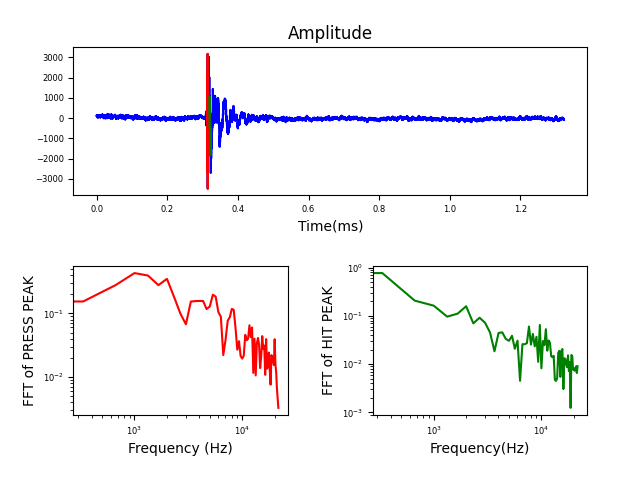 Amplitude
3000
2000
1000
0
−1000
−2000
−3000
0.0 0.2 0.4 0.6 0.8 1.0 1.2
Time(ms)
FFT of PRESS PEAK
10⁻¹
10⁻²
10³ 10⁴
Frequency (Hz)
FFT of HIT PEAK
10⁰
10⁻¹
10⁻²
10⁻³
10³ 10⁴
Frequency(Hz)